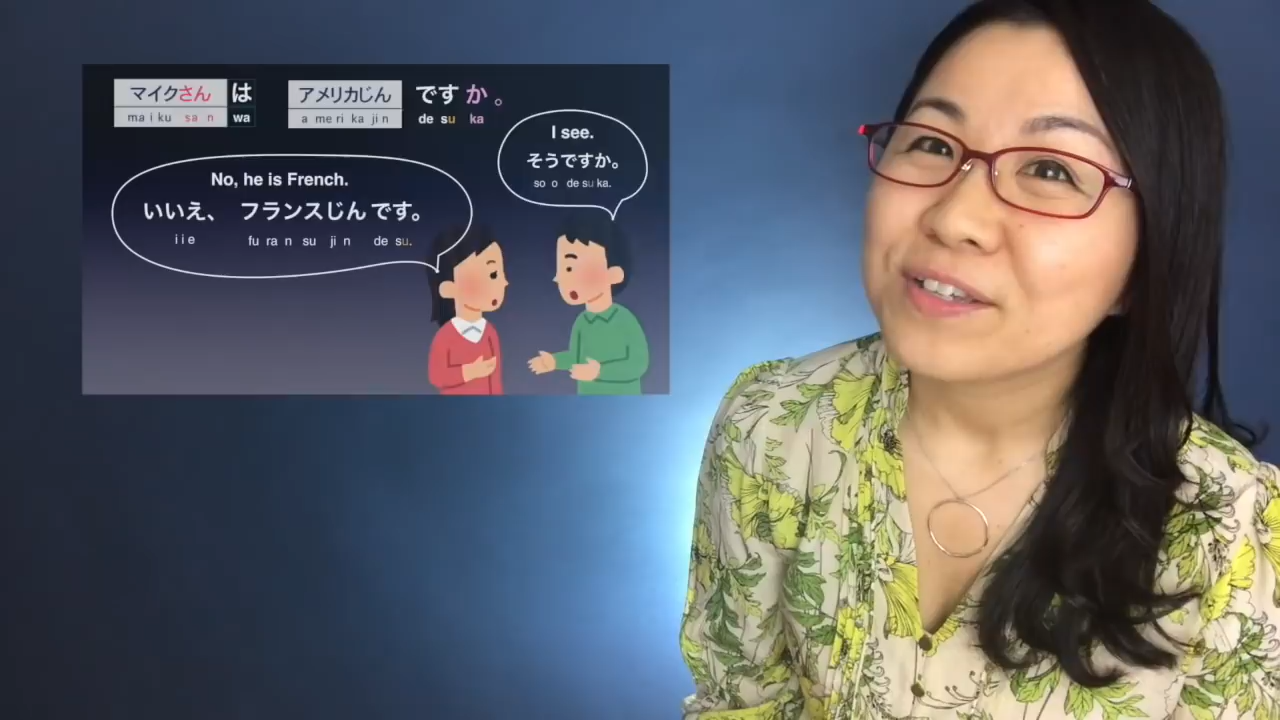 マイクさん は アメリカじん です か 。
ma i ku sa n wa a me ri ka jin de su ka
I see.
そうですか。
so o de su ka.
No, he is French.
いいえ、 フランスじん です。
i i e fu ra n su ji n de su.